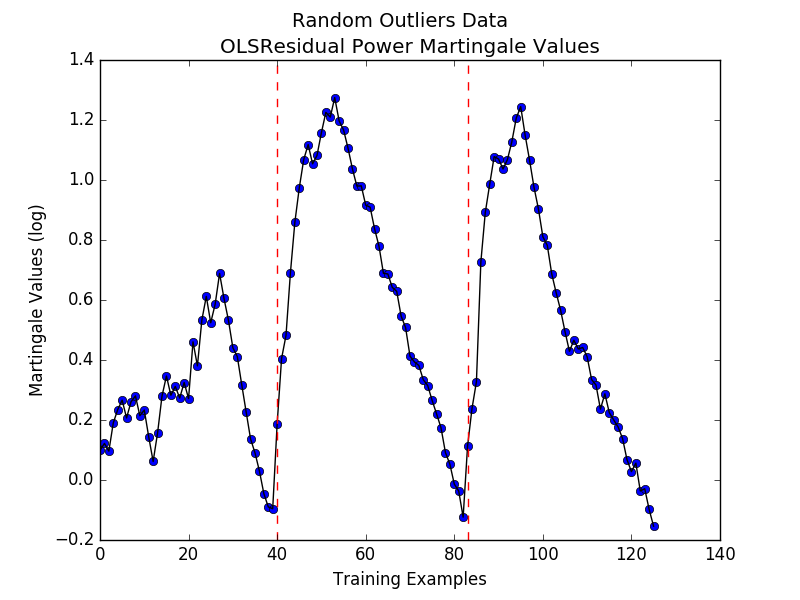 Random Outliers Data
OLSResidual Power Martingale Values
Martingale Values (log)
1.4
1.2
1.0
0.8
0.6
0.4
0.2
0.0
−0.2
0 20 40 60 80 100 120 140
Training Examples